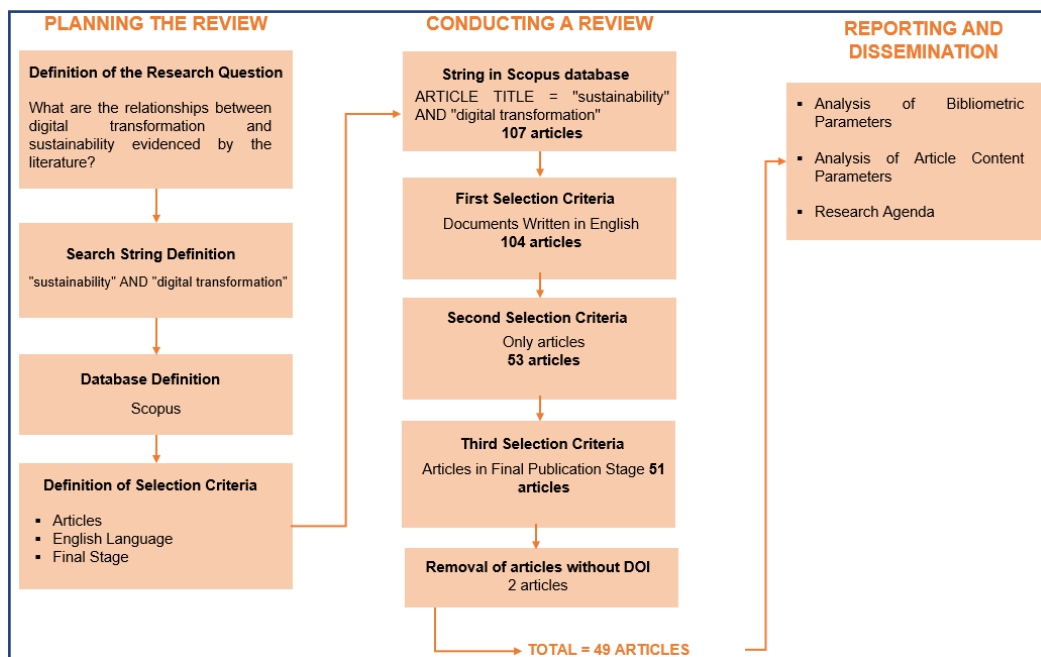 PLANNING THE REVIEW
Definition of the Research Question
What are the relationships between
digital transformation and
sustainability evidenced by the
literature?
Search String Definition
"sustainability" AND "digital transformation"
Database Definition
Scopus
Definition of Selection Criteria
▪ Articles
▪ English Language
▪ Final Stage
CONDUCTING A REVIEW
String in Scopus database
ARTICLE TITLE = "sustainability"
AND "digital transformation"
107 articles
First Selection Criteria
Documents Written in English
104 articles
Second Selection Criteria
Only articles
53 articles
Third Selection Criteria
Articles in Final Publication Stage 51
articles
Removal of articles without DOI
2 articles
TOTAL = 49 ARTICLES
REPORTING AND
DISSEMINATION
▪ Analysis of Bibliometric
Parameters
▪ Analysis of Article Content
Parameters
▪ Research Agenda